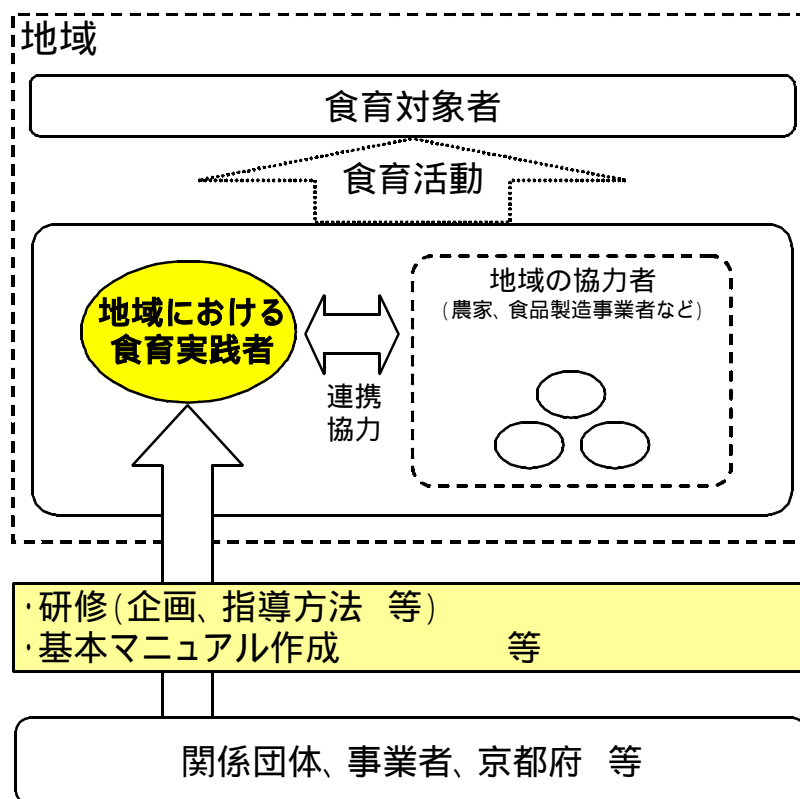 地域
食育対象者
食育活動
地域における
食育実践者
連携
協力
地域の協力者
(農家、食品製造事業者など)
・研修(企画、指導方法 等)
・基本マニュアル作成 等
関係団体、事業者、京都府 等